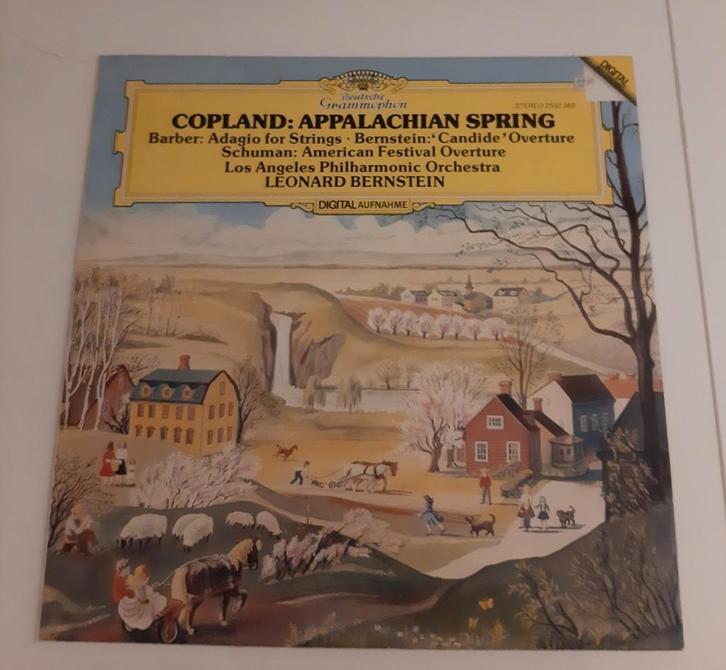 DIGITAL
Deutsche
Grammophon
STEREO 2532 083
COPLAND: APPALACHIAN SPRING
Barber: Adagio for Strings · Bernstein: ‘Candide’ Overture
Schuman: American Festival Overture
Los Angeles Philharmonic Orchestra
LEONARD BERNSTEIN
DIGITAL AUFNAHME